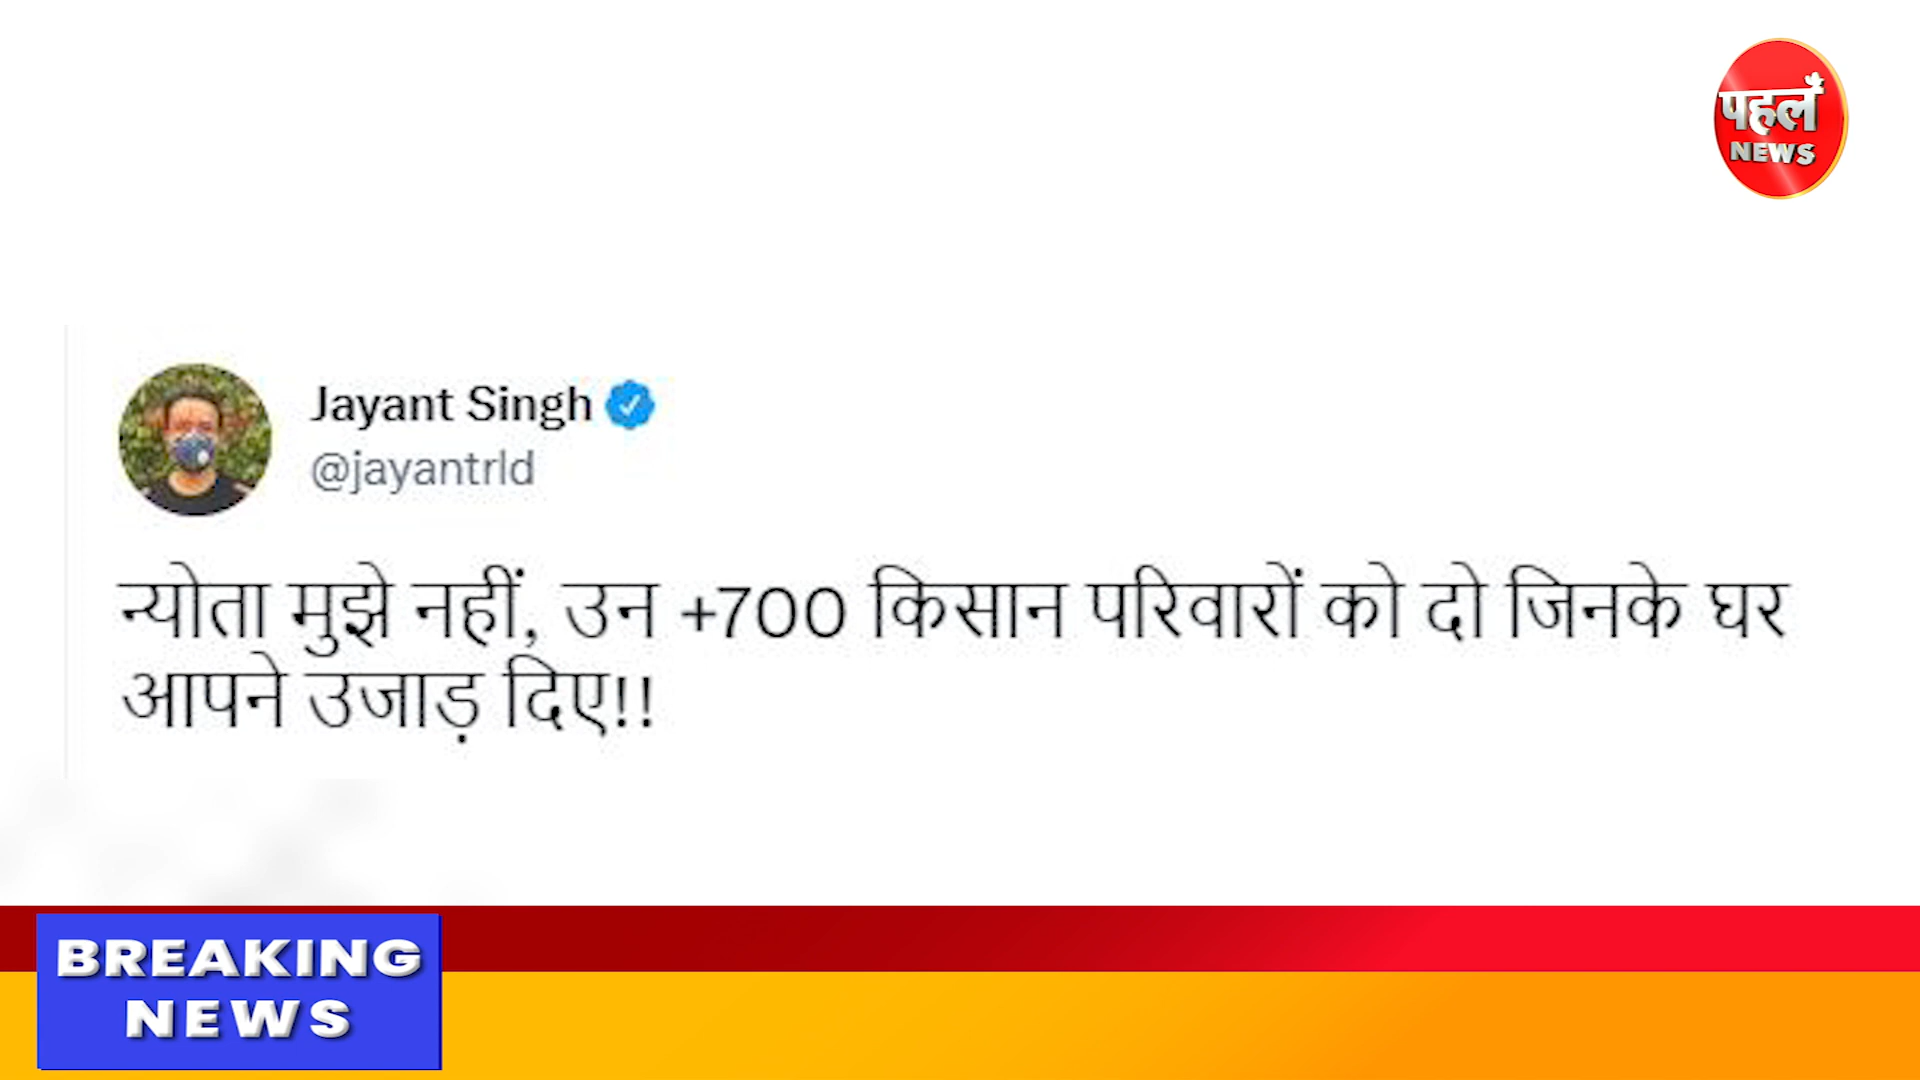 पहल
NEWS
Jayant Singh
@jayantrld
न्योता मुझे नहीं, उन +700 किसान परिवारों को दो जिनके घर
आपने उजाड़ दिए!!
BREAKING
NEWS